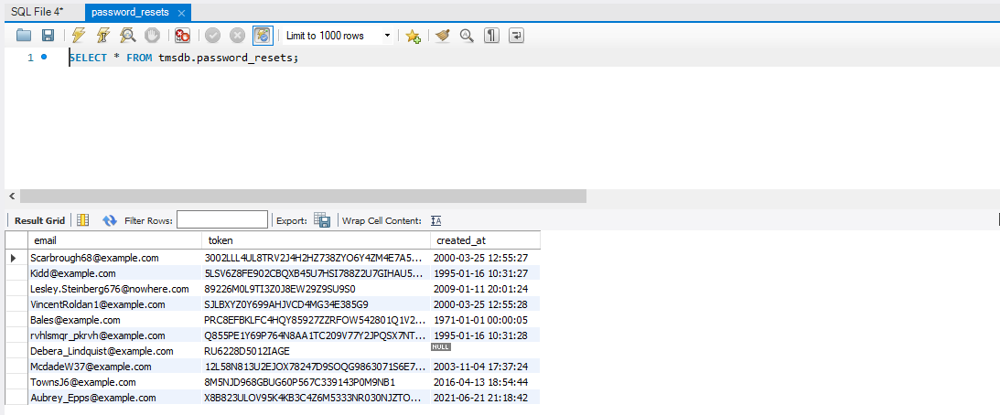 SQL File 4* password_resets
Limit to 1000 rows
1 SELECT * FROM tmsdb.password_resets;
Result Grid Filter Rows: Export: Wrap Cell Content:
email token created_at
Scarbrough68@example.com 3002LLL4UL8TRV2J4H2HZ738ZYO6Y4ZM4E7A5... 2000-03-25 12:55:27
Kidd@example.com 5LSV6Z8FE902CBQXB45U7HSI788Z2U7GIHAU5... 1995-01-16 10:31:27
Lesley.Steinberg676@nowhere.com 89226M0L9TI3Z0J8EW29Z9SU9S0 2009-01-11 20:01:24
VincentRoldan1@example.com SJLBXYZ0Y699AHJVCD4MG34E385G9 2000-03-25 12:55:28
Bales@example.com PRC8EFBKLFC4HQY85927ZZRFOW542801Q1V2... 1971-01-01 00:00:05
rvhlsmqr_pkrvh@example.com Q855PE1Y69P764N8AA1TC209V77Y2JPQSX7NT... 1995-01-16 10:31:28
Debera_Lindquist@example.com RU6228D5012IAGE NULL
McdadeW37@example.com 12L58N813U2EJOX78247D9SOQG9863071S6E7... 2003-11-04 17:37:24
TownsJ6@example.com 8M5NJD968GBUG60P567C339143P0M9NB1 2016-04-13 18:54:44
Aubrey_Epps@example.com X8B823ULOV95K4KB3C4Z6M5333NR030NJZTO... 2021-06-21 21:18:42